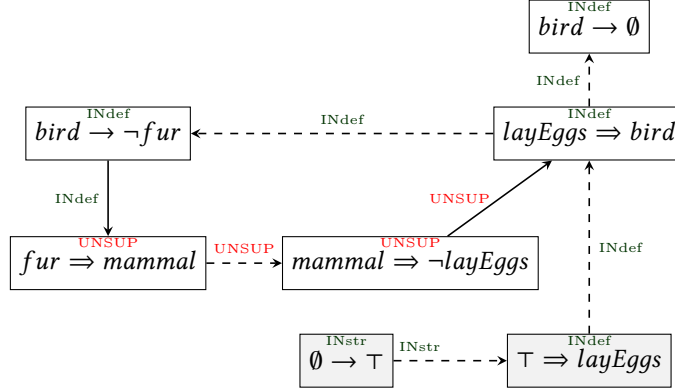 INdef
bird → ∅
INdef
INdef
bird → ¬fur
INdef
INdef
layEggs ⇒ bird
INdef
UNSUP
INdef
UNSUP
fur ⇒ mammal
UNSUP
UNSUP
mammal ⇒ ¬layEggs
INstr
∅ → ⊤
INstr
INdef
⊤ ⇒ layEggs